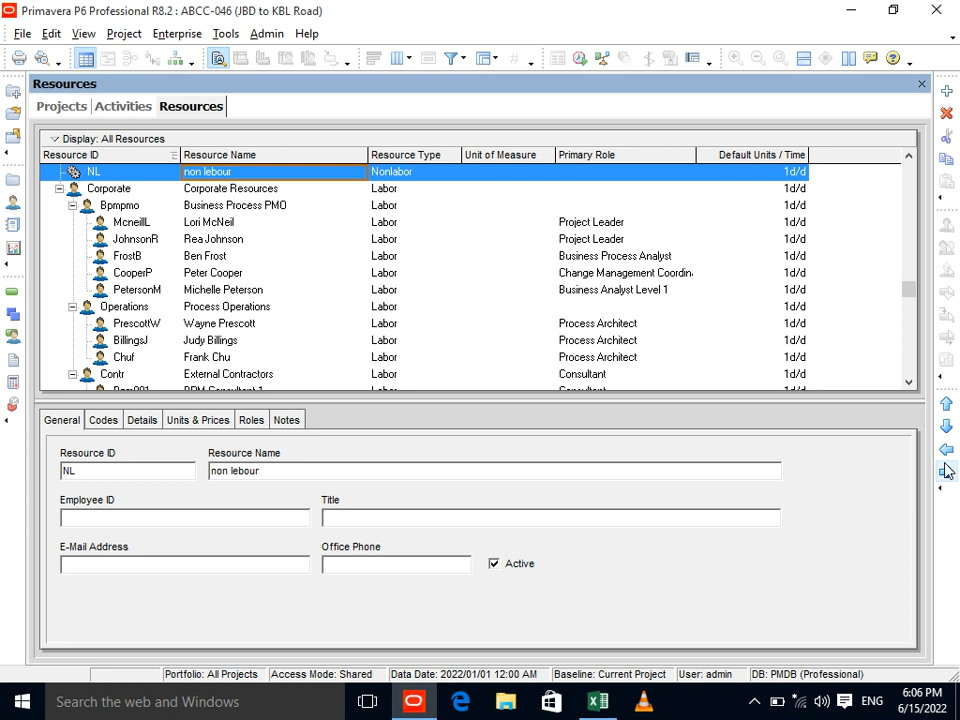 Primavera P6 Professional R8.2 : ABCC-046 (JBD to KBL Road)
File Edit View Project Enterprise Tools Admin Help
Resources
Projects Activities Resources
Display: All Resources
Resource ID Resource Name Resource Type Unit of Measure Primary Role Default Units / Time
NL non lebour Nonlabor 1d/d
Corporate Corporate Resources Labor 1d/d
Bpmpmo Business Process PMO Labor 1d/d
McneilL Lori McNeil Labor Project Leader 1d/d
JohnsonR Rea Johnson Labor Project Leader 1d/d
FrostB Ben Frost Labor Business Process Analyst 1d/d
CooperP Peter Cooper Labor Change Management Coordin. 1d/d
PetersonM Michelle Peterson Labor Business Analyst Level 1 1d/d
Operations Process Operations Labor 1d/d
PrescottW Wayne Prescott Labor Process Architect 1d/d
BillingsJ Judy Billings Labor Process Architect 1d/d
Chuf Frank Chu Labor Process Architect 1d/d
Contr External Contractors Labor Consultant 1d/d
General Codes Details Units & Prices Roles Notes
Resource ID Resource Name
NL non lebour
Employee ID Title
E-Mail Address Office Phone
Active
Portfolio: All Projects Access Mode: Shared Data Date: 2022/01/01 12:00 AM Baseline: Current Project User: admin DB: PMDB (Professional)
Search the web and Windows
ENG
6:06 PM
6/15/2022